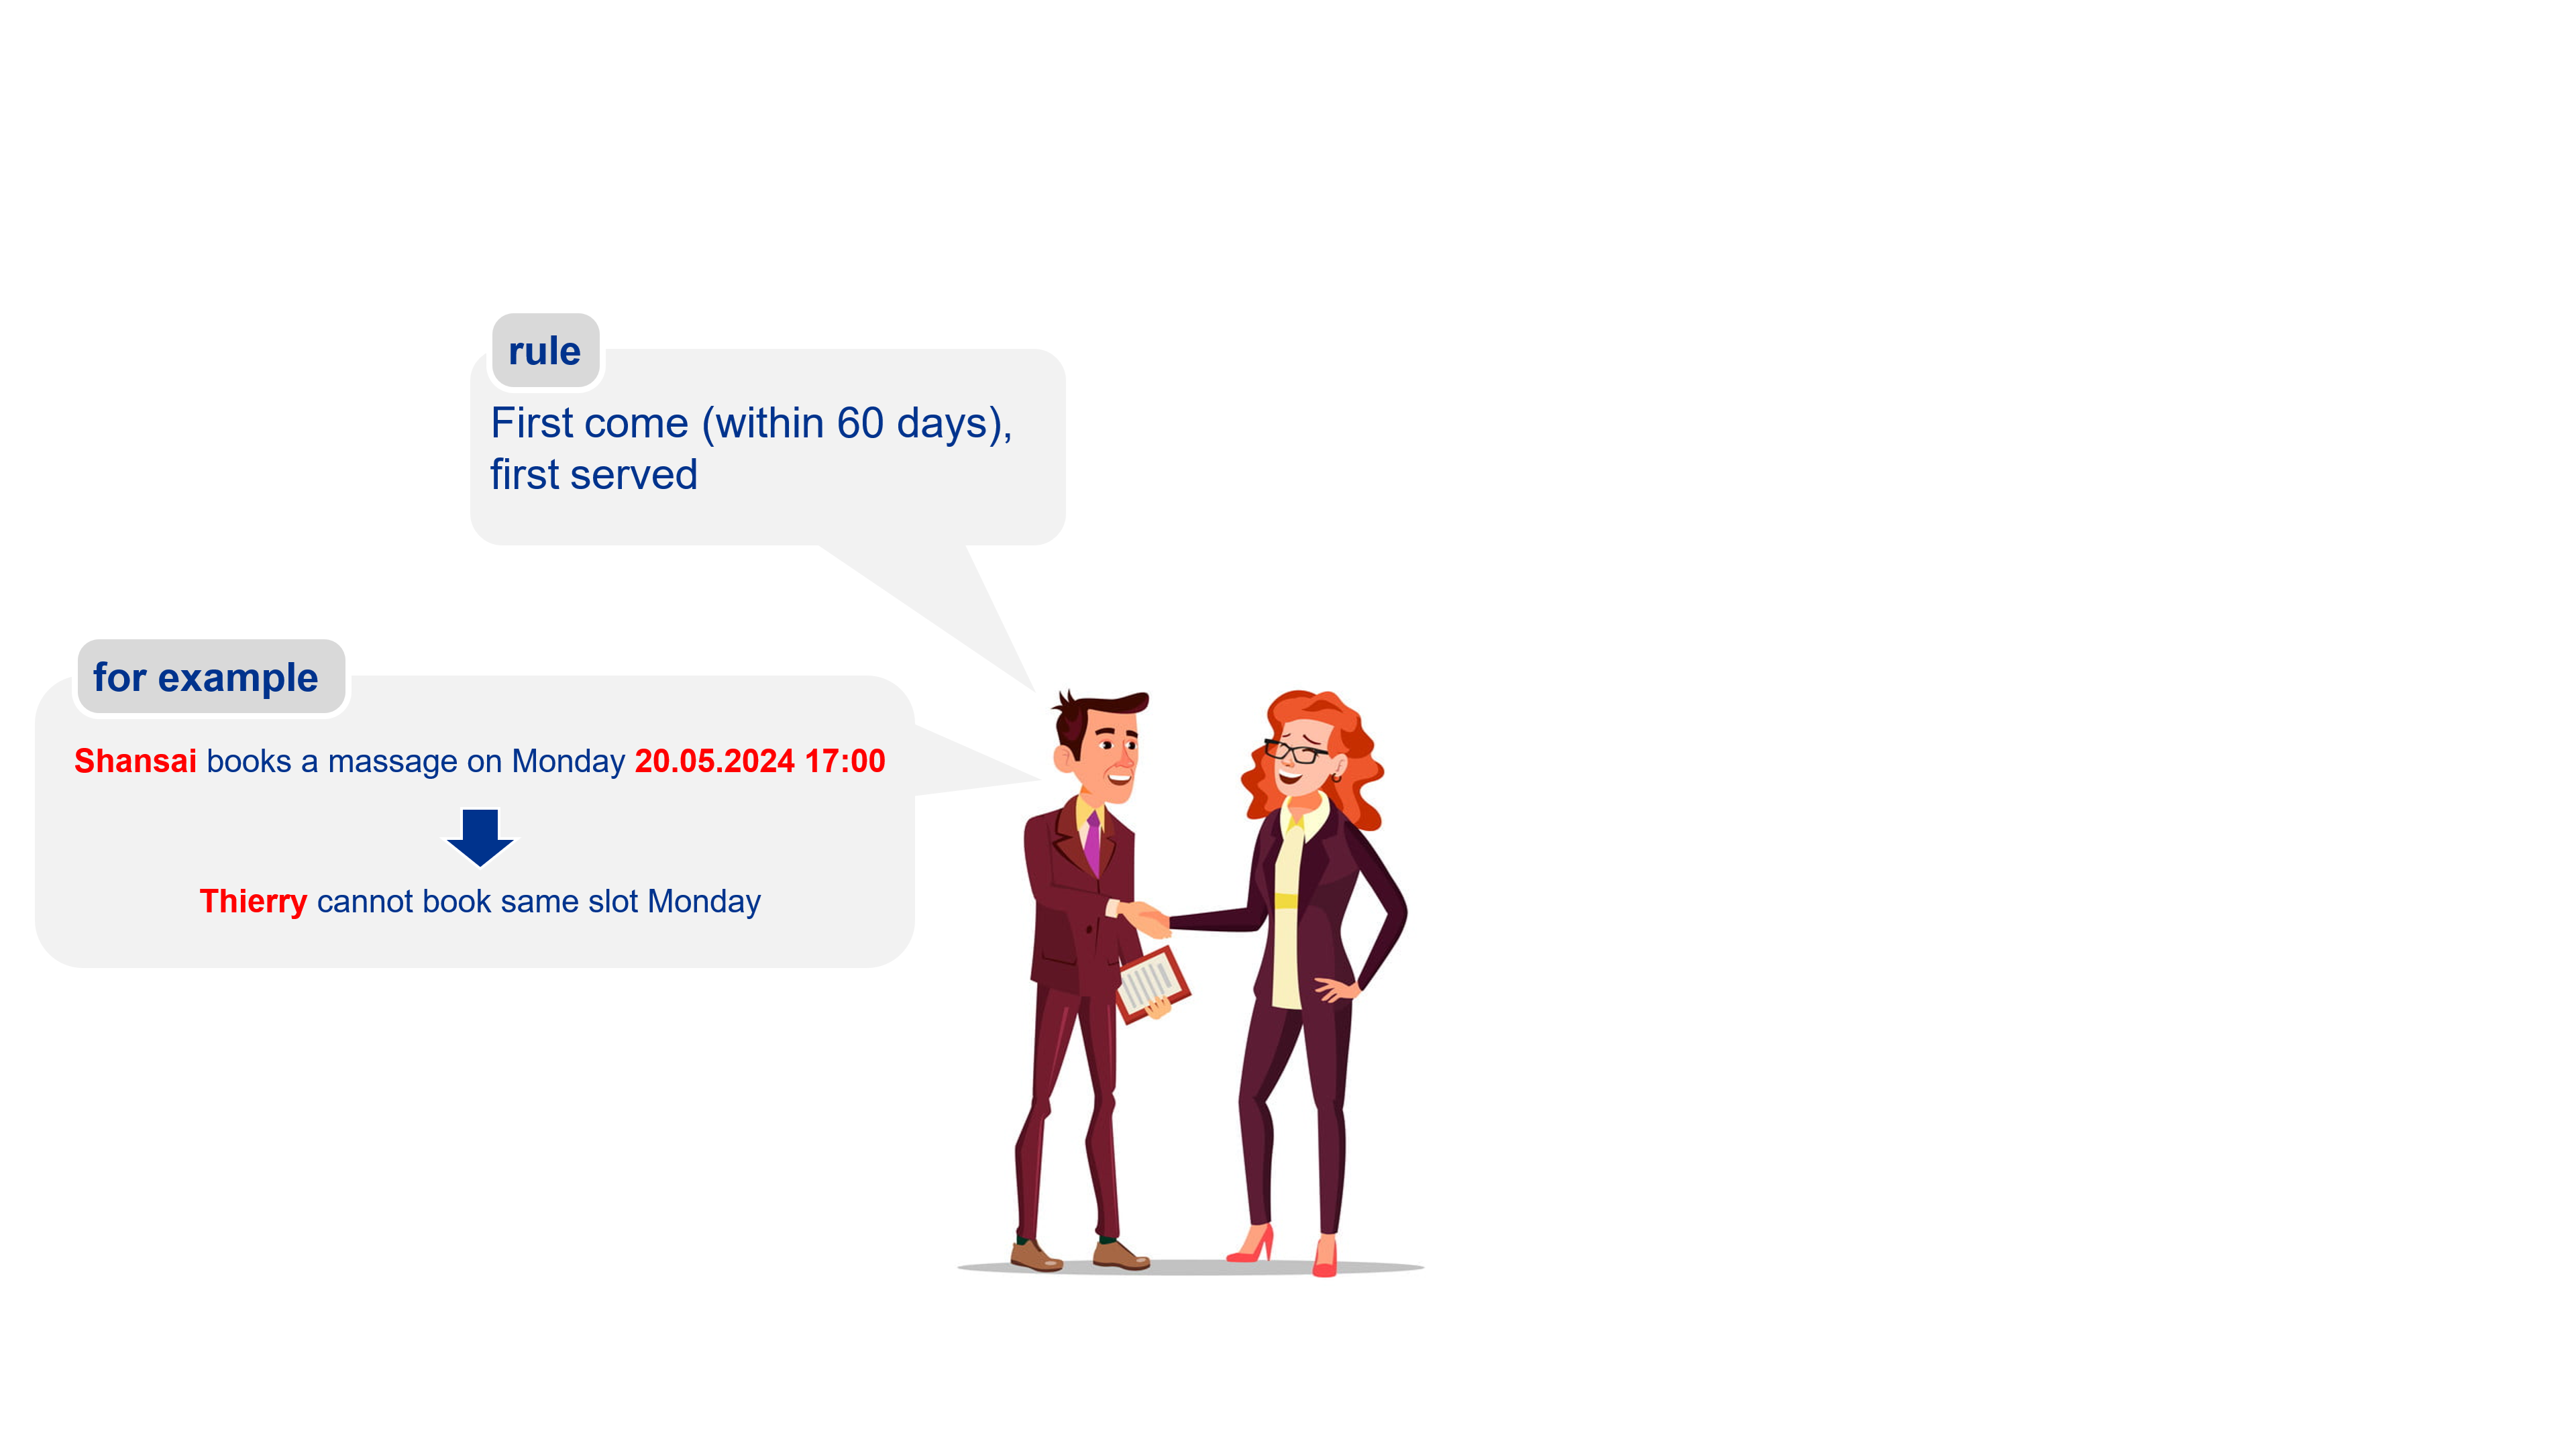 rule
First come (within 60 days),
first served
for example
Shansai books a massage on Monday 20.05.2024 17:00
Thierry cannot book same slot Monday